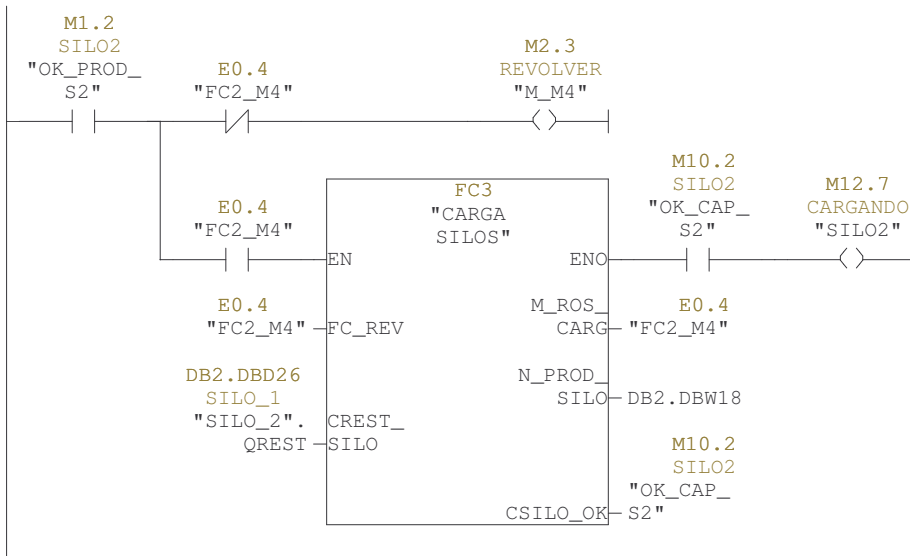 M1.2
SILO2
"OK_PROD_
S2"
E0.4
"FC2_M4"
M2.3
REVOLVER
"M_M4"
E0.4
"FC2_M4"
FC3
"CARGA
SILOS"
M10.2
SILO2
"OK_CAP_
S2"
M12.7
CARGANDO
"SILO2"
EN
ENO
E0.4
"FC2_M4"
FC_REV
M_ROS_
CARG
E0.4
"FC2_M4"
DB2.DBD26
SILO_1
"SILO_2".
QREST
CREST_
SILO
N_PROD_
SILO
DB2.DBW18
CSILO_OK
M10.2
SILO2
"OK_CAP_
S2"